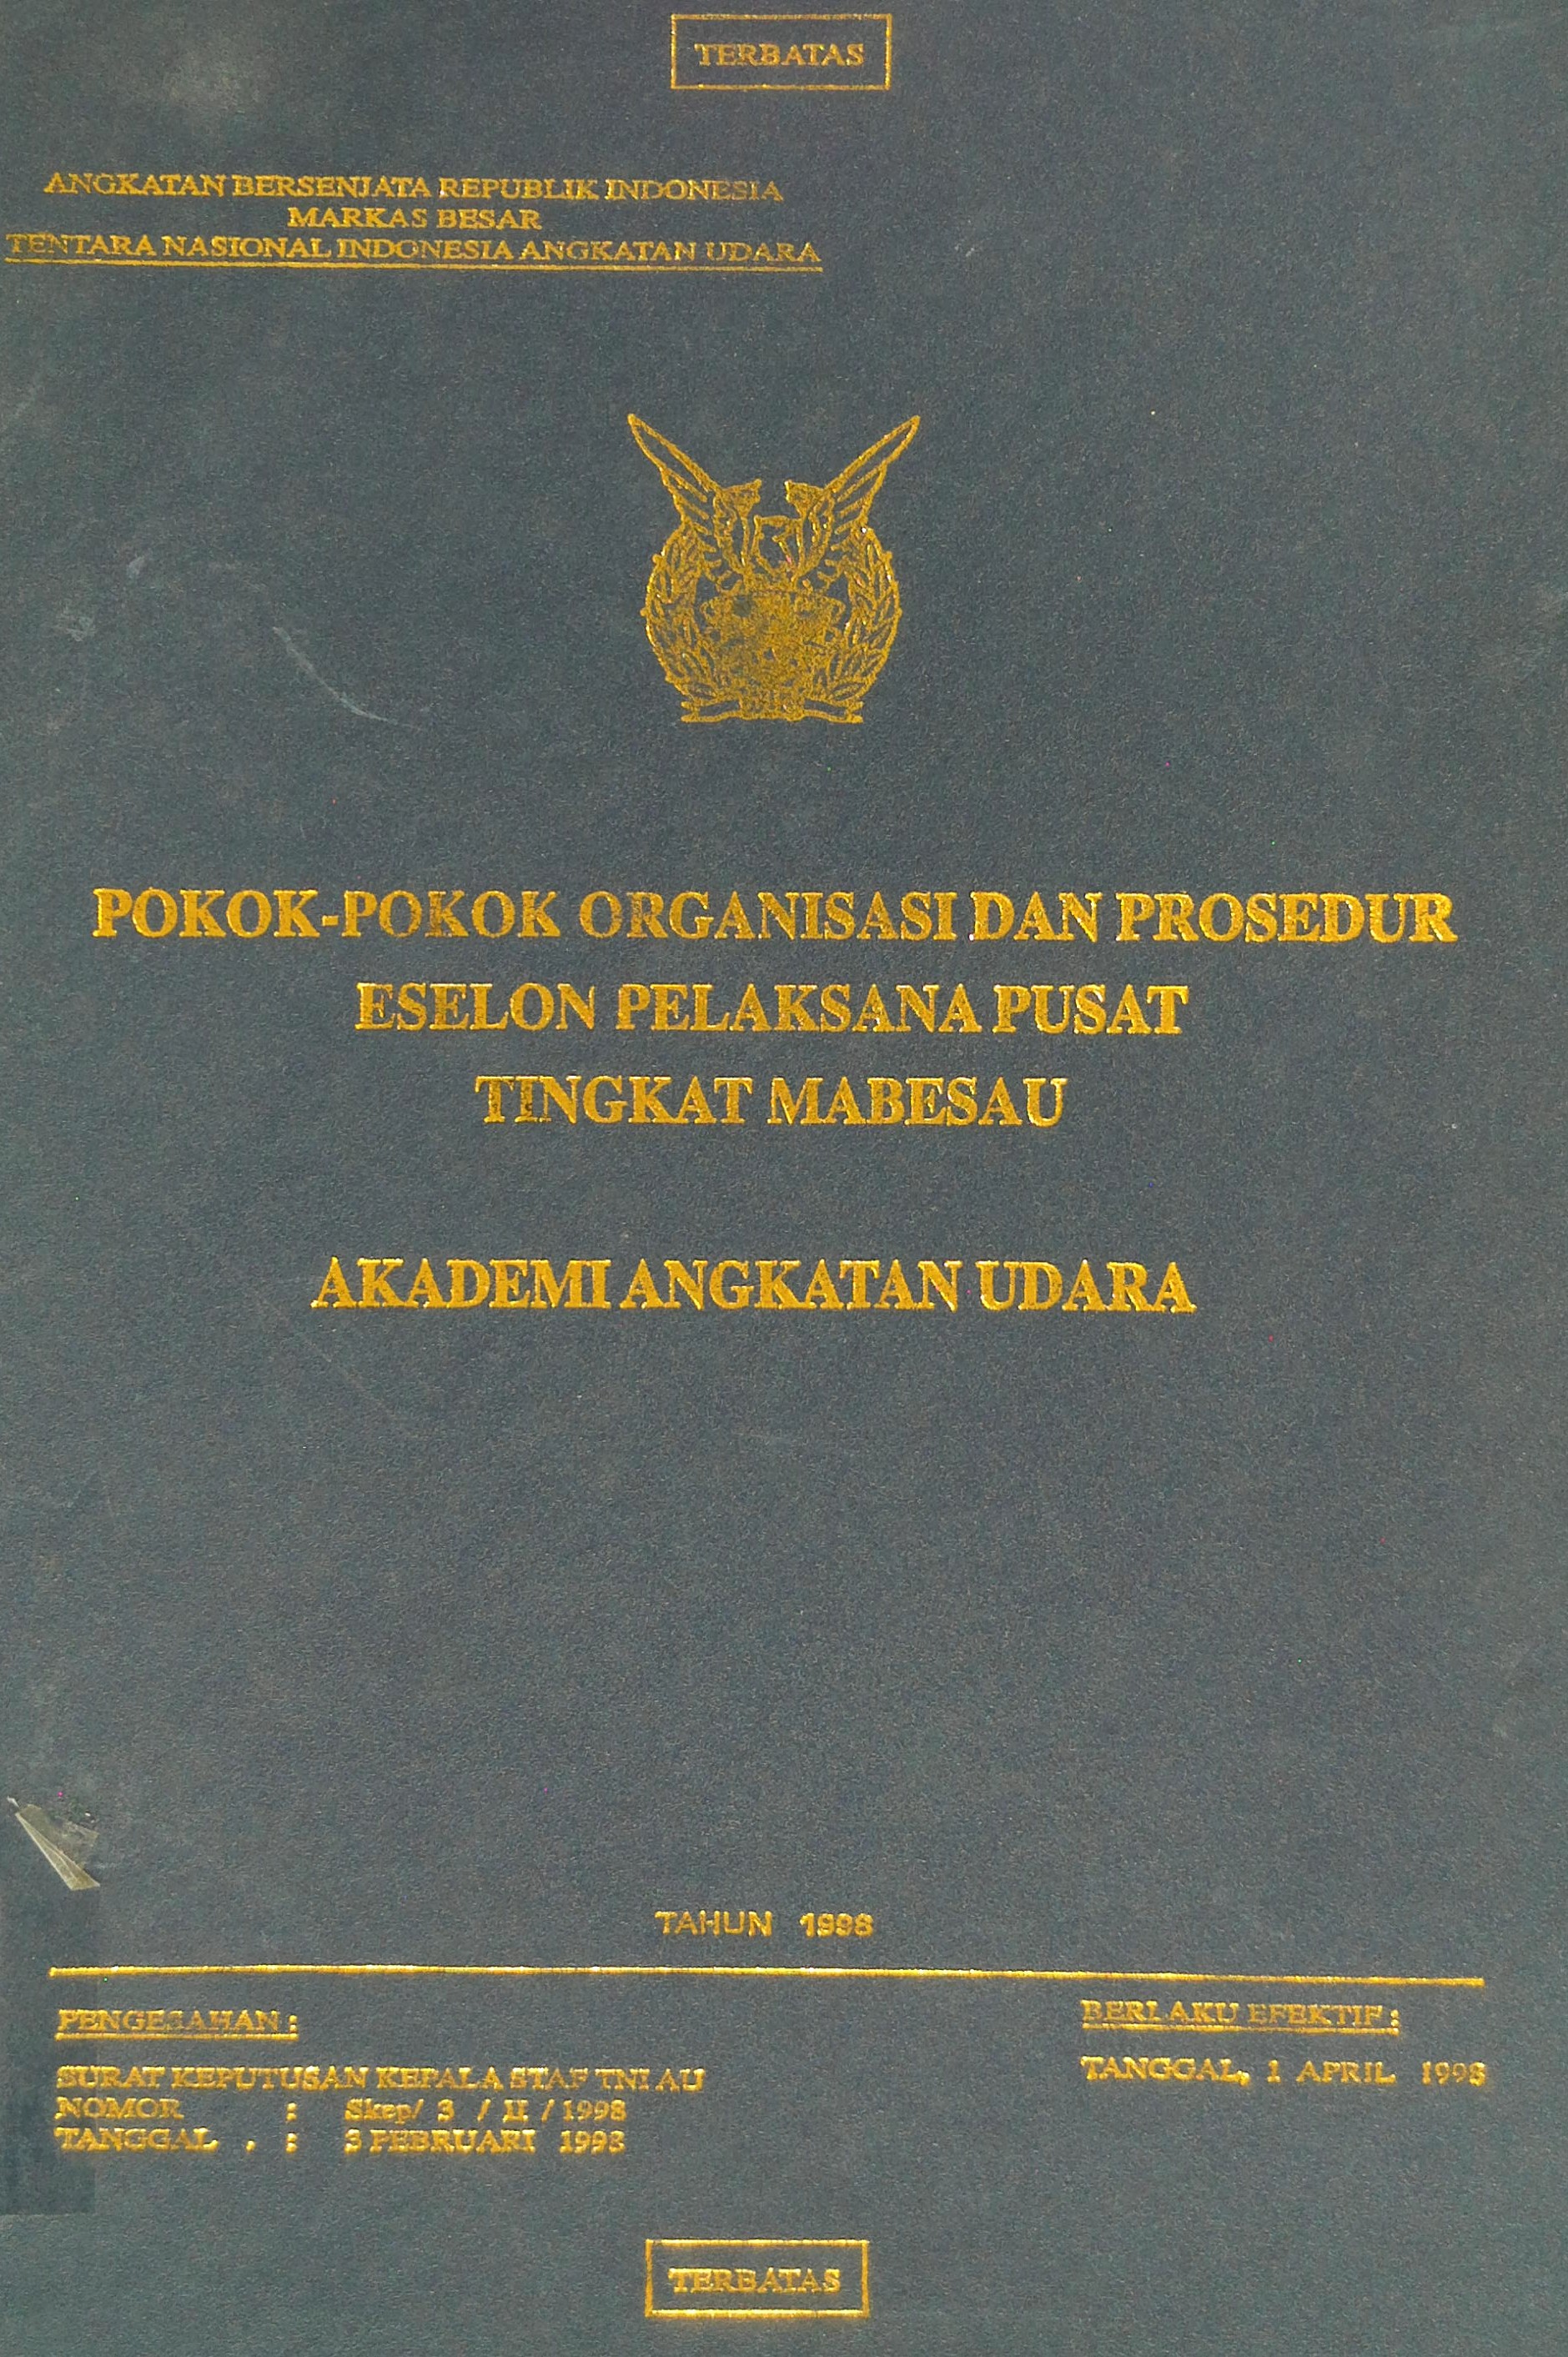 TERBATAS
ANGKATAN BERSENJATA REPUBLIK INDONESIA
MARKAS BESAR
TENTARA NASIONAL INDONESIA ANGKATAN UDARA
POKOK-POKOK ORGANISASI DAN PROSEDUR
ESELON PELAKSANA PUSAT
TINGKAT MABESAU
AKADEMI ANGKATAN UDARA
TAHUN 1998
PENGESAHAN :
SURAT KEPUTUSAN KEPALA STAF TNI AU
NOMOR : Skep/ 3 / II / 1998
TANGGAL . : 3 PEBRUARI 1998
BERLAKU EFEKTIF :
TANGGAL, 1 APRIL 1998
TERBATAS